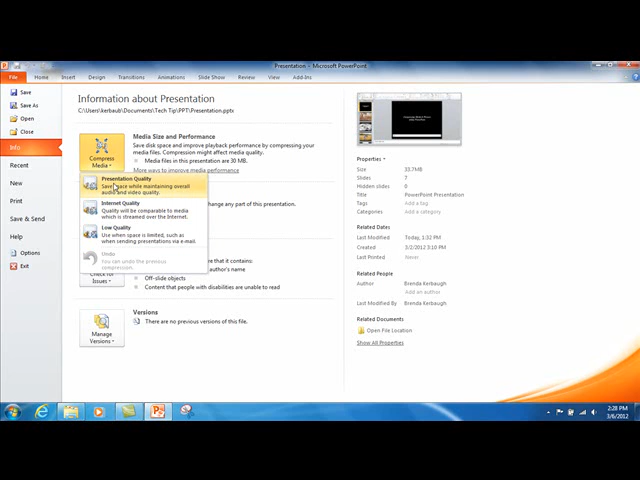 Presentation - Microsoft PowerPoint
File Home Insert Design Transitions Animations Slide Show Review View Add-Ins
Save
Save As
Open
Close
Info
Recent
New
Print
Save & Send
Help
Options
Exit
Information about Presentation
C:\Users\kerbaub\Documents\Tech Tip\PPT\Presentation.pptx
Compress
Media
Media Size and Performance
Save disk space and improve playback performance by compressing
your media files. Compression might affect media quality.
Media files in this presentation are 30 MB.
More ways to improve media performance
Presentation Quality
Save space while maintaining overall
audio and video quality.
Internet Quality
Quality will be comparable to media
which is streamed over the Internet.
Low Quality
Use when space is limited, such as
when sending presentations via e-mail.
Undo
You can undo the previous
compression.
ange any part of this presentation.
are that it contains:
author's name
Off-slide objects
Content that people with disabilities are unable to read
Check for
Issues
Manage
Versions
Versions
There are no previous versions of this file.
Properties
Size 33.7MB
Slides 7
Hidden slides 0
Title PowerPoint Presentation
Tags Add a tag
Categories Add a category
Related Dates
Last Modified Today, 1:32 PM
Created 3/2/2012 3:10 PM
Last Printed Never
Related People
Author Brenda Kerbaugh
Add an author
Last Modified By Brenda Kerbaugh
Related Documents
Open File Location
Show All Properties
2:28 PM
3/6/2012